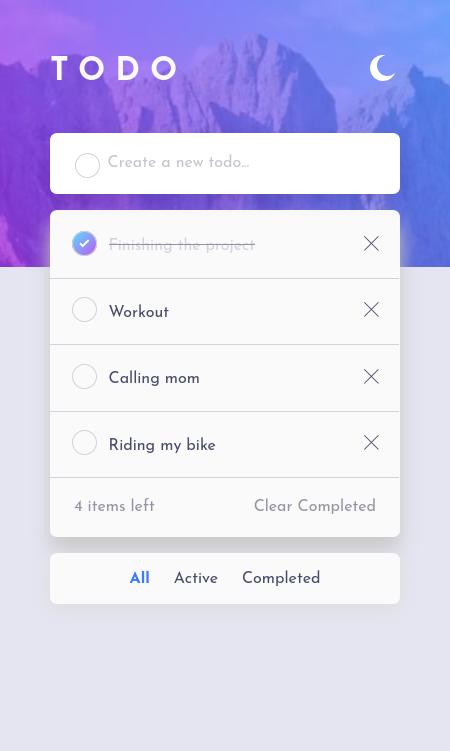 TODO
Create a new todo...
Finishing the project
Workout
Calling mom
Riding my bike
4 items left Clear Completed
All Active Completed